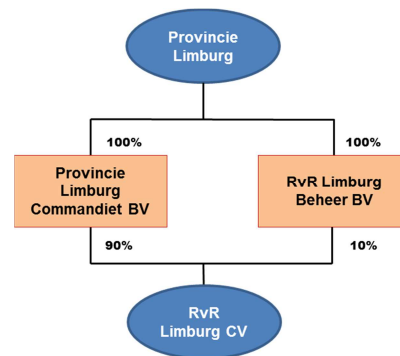 Provincie
Limburg
100%
100%
Provincie
Limburg
Commandiet BV
RvR Limburg
Beheer BV
90%
10%
RvR
Limburg CV